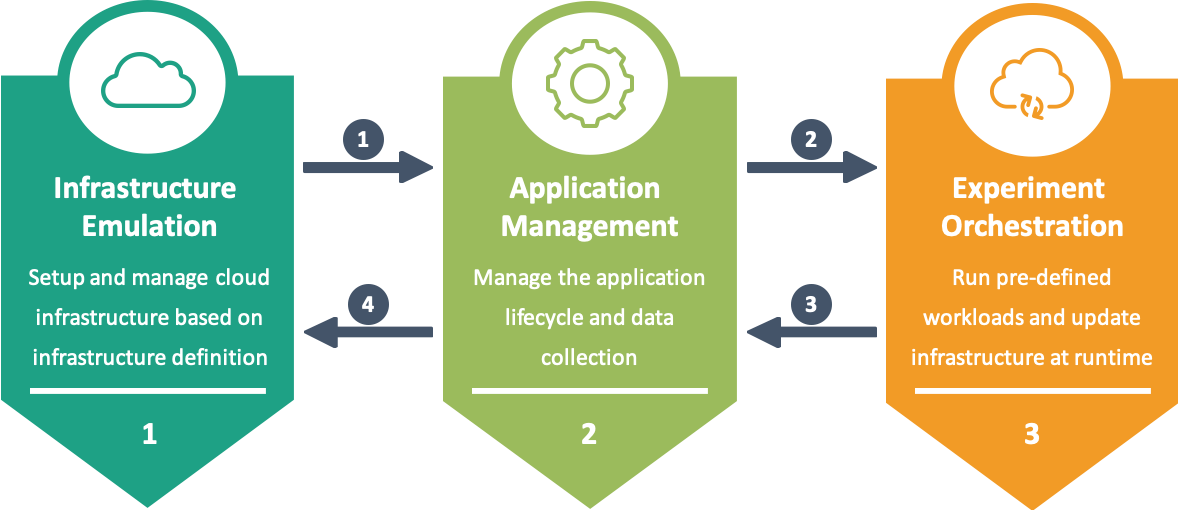 Infrastructure
Emulation
Setup and manage cloud
infrastructure based on
infrastructure definition
1
1
4
Application
Management
Manage the application
lifecycle and data
collection
2
2
3
Experiment
Orchestration
Run pre-defined
workloads and update
infrastructure at runtime
3